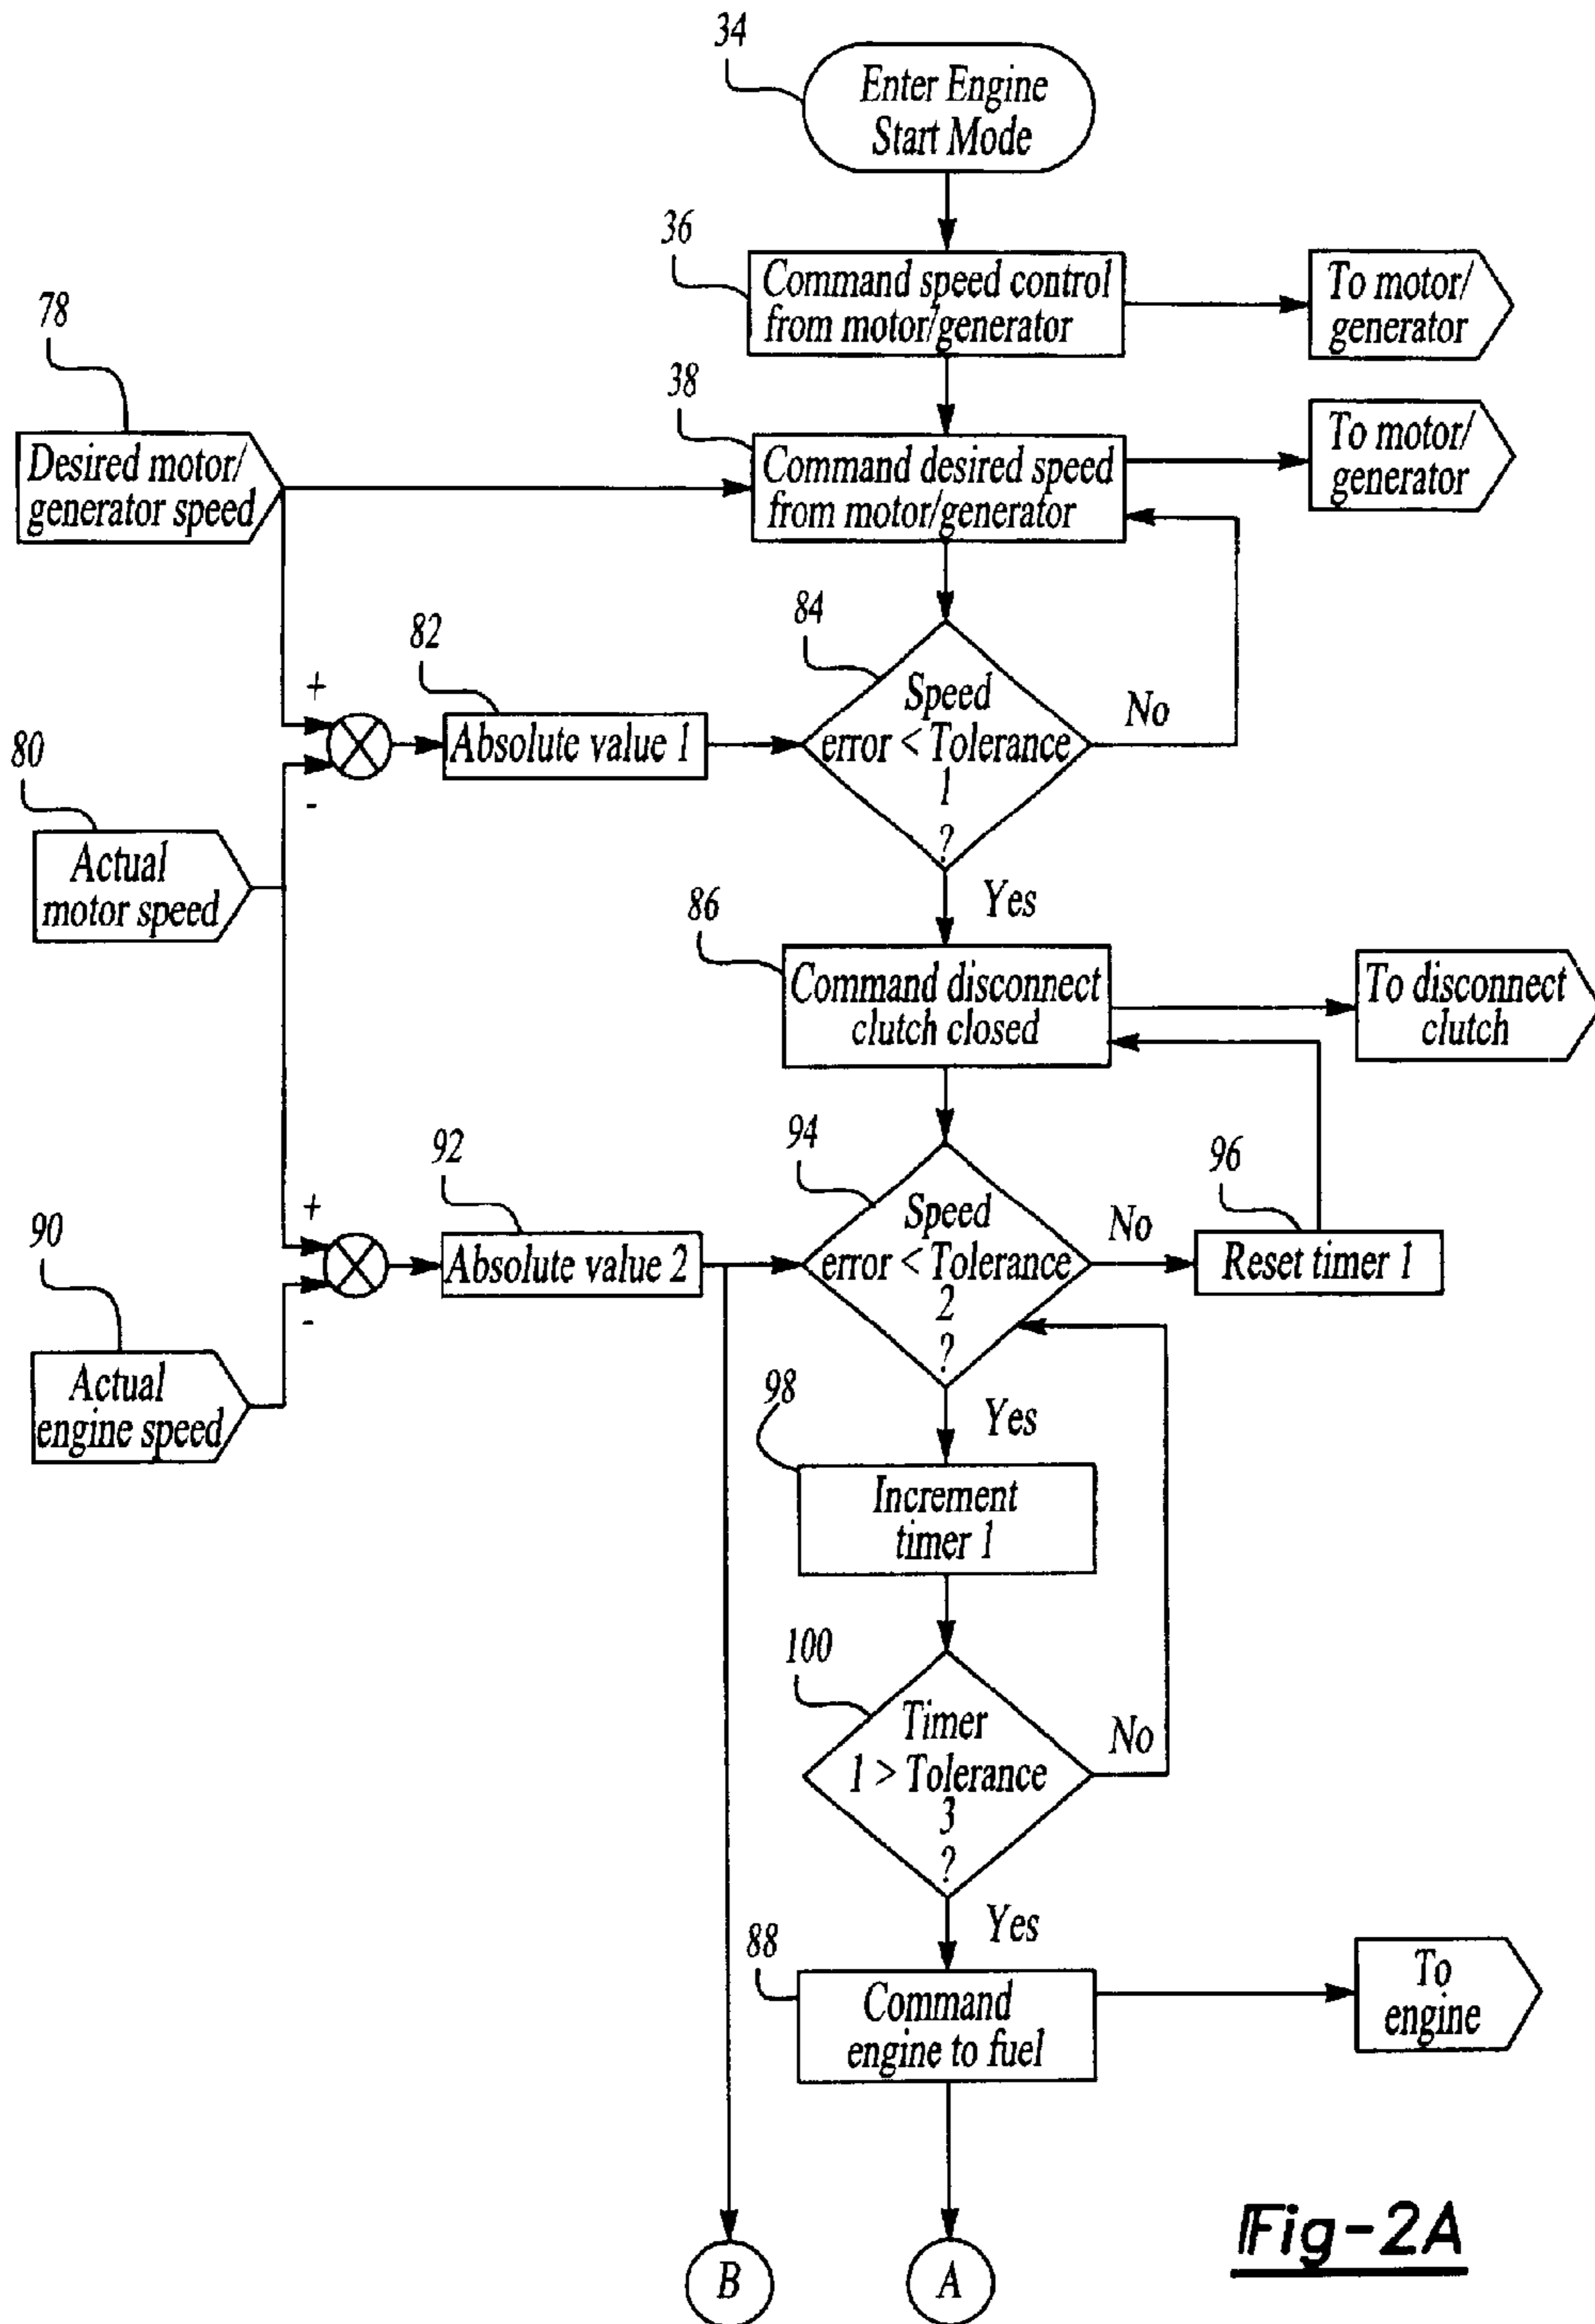 34
Enter Engine
Start Mode
36
Command speed control
from motor/generator
To motor/
generator
78
Desired motor/
generator speed
38
Command desired speed
from motor/generator
To motor/
generator
84
Speed
error < Tolerance
1
?
No
Yes
82
Absolute value 1
+
-
80
Actual
motor speed
86
Command disconnect
clutch closed
To disconnect
clutch
94
Speed
error < Tolerance
2
?
No
Yes
96
Reset timer 1
92
Absolute value 2
+
-
90
Actual
engine speed
98
Increment
timer 1
100
Timer
1 > Tolerance
3
?
No
Yes
88
Command
engine to fuel
To
engine
B
A
Fig-2A